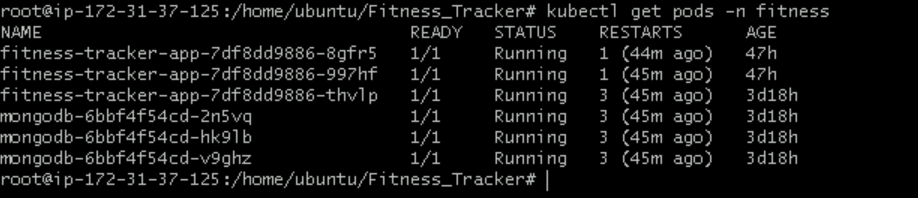 root@ip-172-31-37-125:/home/ubuntu/Fitness_Tracker# kubectl get pods -n fitness
NAME READY STATUS RESTARTS AGE
fitness-tracker-app-7df8dd9886-8gfr5 1/1 Running 1 (44m ago) 47h
fitness-tracker-app-7df8dd9886-997hf 1/1 Running 1 (45m ago) 47h
fitness-tracker-app-7df8dd9886-thvlp 1/1 Running 3 (45m ago) 3d18h
mongodb-6bbf4f54cd-2n5vq 1/1 Running 3 (45m ago) 3d18h
mongodb-6bbf4f54cd-hk9lb 1/1 Running 3 (45m ago) 3d18h
mongodb-6bbf4f54cd-v9ghz 1/1 Running 3 (45m ago) 3d18h
root@ip-172-31-37-125:/home/ubuntu/Fitness_Tracker#